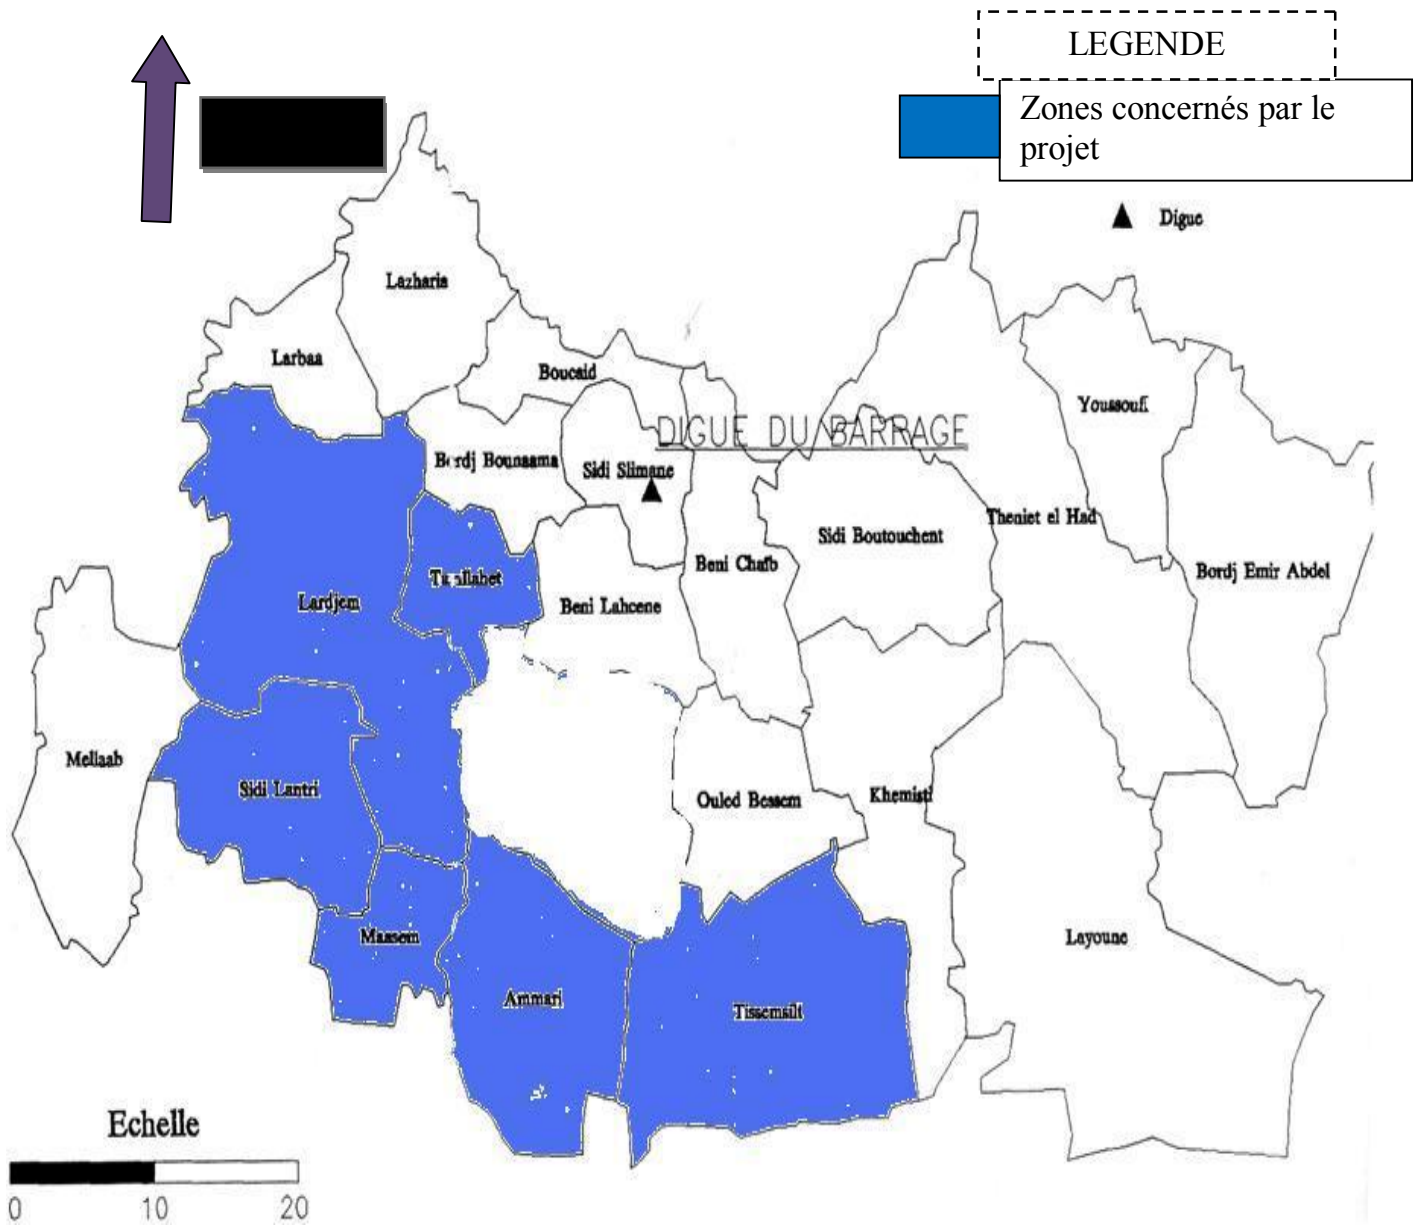 LEGENDE
Zones concernés par le
projet
Digue
Lazharia
Larbaa
Boucaid
Youssoufi
DIGUE DU BARRAGE
Bordj Bounaama
Sidi Slimane
Theniet el Had
Sidi Boutouchent
Beni Chaib
Bordj Emir Abdel
Lardjem
Beni Lahcene
Mellaab
Sidi Lantri
Ouled Bessem
Khemisti
Maasem
Layoune
Ammari
Tissemsilt
Echelle
0 10 20